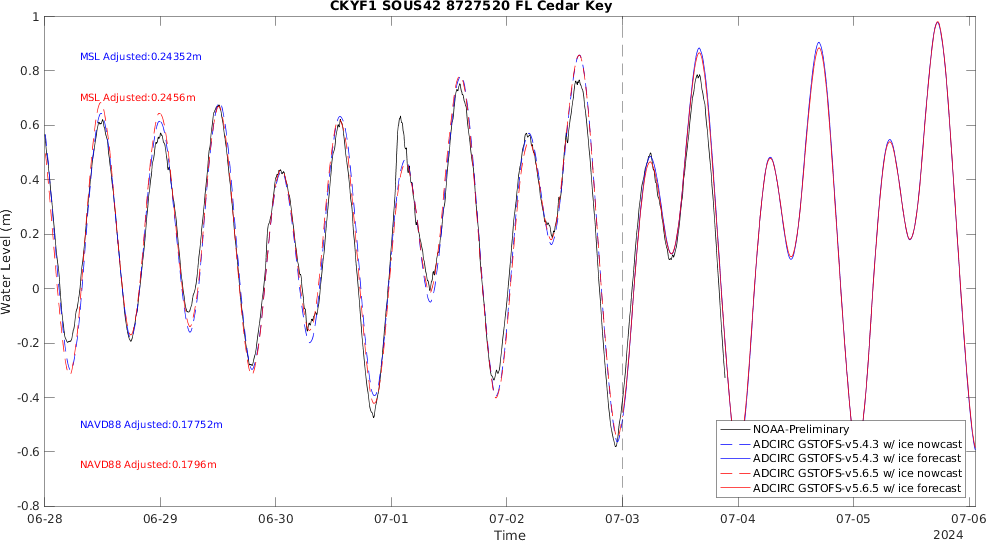 CKYF1 SOUS42 8727520 FL Cedar Key
1
0.8
0.6
0.4
0.2
0
-0.2
-0.4
-0.6
-0.8
Water Level (m)
MSL Adjusted:0.24352m
MSL Adjusted:0.2456m
NAVD88 Adjusted:0.17752m
NAVD88 Adjusted:0.1796m
NOAA-Preliminary
ADCIRC GSTOFS-v5.4.3 w/ ice nowcast
ADCIRC GSTOFS-v5.4.3 w/ ice forecast
ADCIRC GSTOFS-v5.6.5 w/ ice nowcast
ADCIRC GSTOFS-v5.6.5 w/ ice forecast
06-28 06-29 06-30 07-01 07-02 07-03 07-04 07-05 07-06
Time
2024